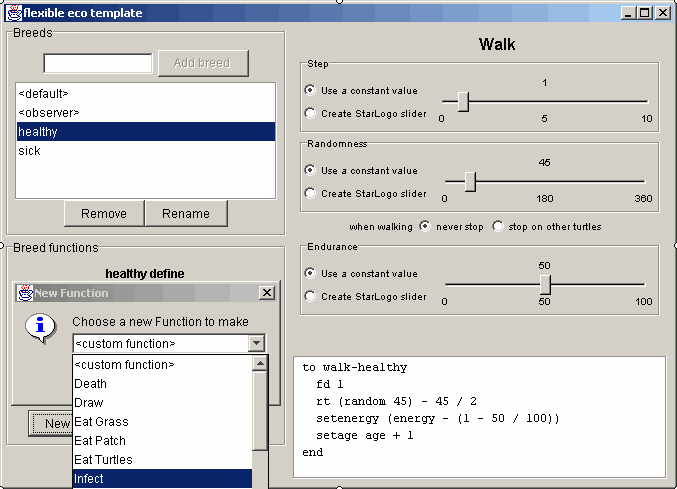 flexible eco template
Breeds
Add breed
<default>
<observer>
healthy
sick
Remove
Rename
Breed functions
healthy define
New Function
Choose a new Function to make
<custom function>
<custom function>
Death
Draw
Eat Grass
Eat Patch
Eat Turtles
Infect
New
Walk
Step
Use a constant value
Create StarLogo slider
1
0 5 10
Randomness
Use a constant value
Create StarLogo slider
45
0 180 360
when walking never stop stop on other turtles
Endurance
Use a constant value
Create StarLogo slider
50
0 50 100
to walk-healthy
fd 1
rt (random 45) - 45 / 2
setenergy (energy - (1 - 50 / 100))
setage age + 1
end